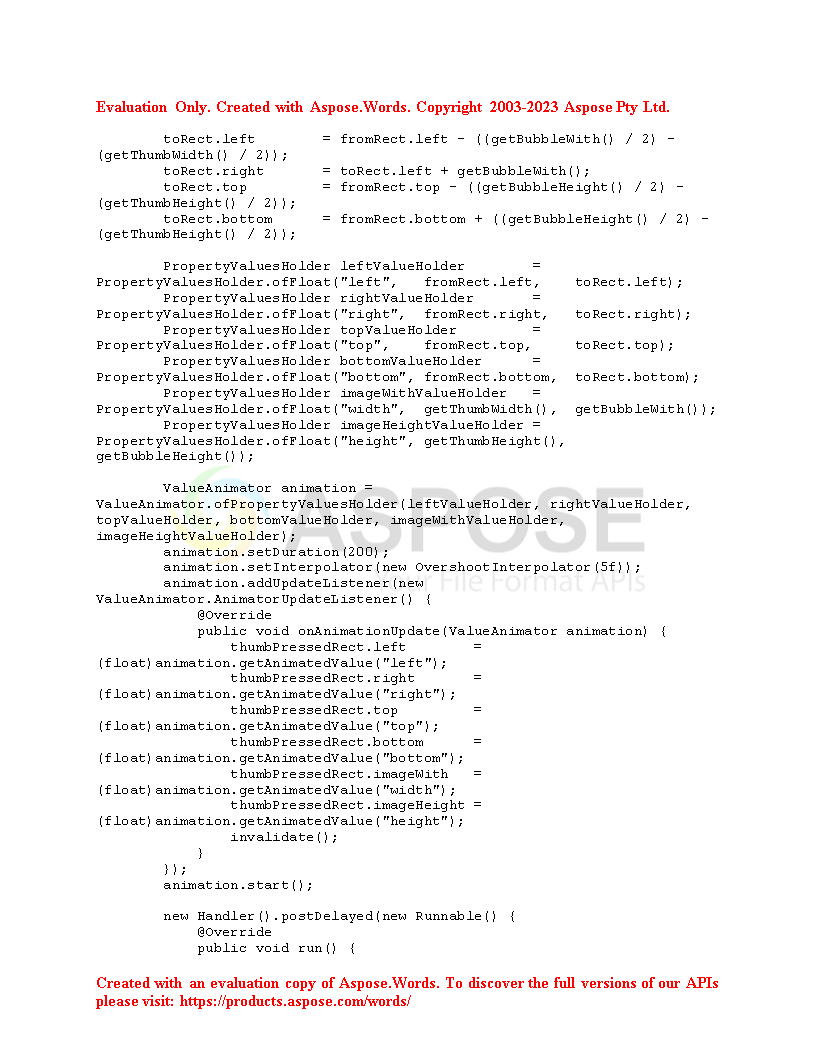 Evaluation Only. Created with Aspose.Words. Copyright 2003-2023 Aspose Pty Ltd.
        toRect.left        = fromRect.left - ((getBubbleWith() / 2) -
(getThumbWidth() / 2));
        toRect.right       = toRect.left + getBubbleWith();
        toRect.top         = fromRect.top - ((getBubbleHeight() / 2) -
(getThumbHeight() / 2));
        toRect.bottom      = fromRect.bottom + ((getBubbleHeight() / 2) -
(getThumbHeight() / 2));
        PropertyValuesHolder leftValueHolder        =
PropertyValuesHolder.ofFloat("left",   fromRect.left,    toRect.left);
        PropertyValuesHolder rightValueHolder       =
PropertyValuesHolder.ofFloat("right",  fromRect.right,   toRect.right);
        PropertyValuesHolder topValueHolder         =
PropertyValuesHolder.ofFloat("top",    fromRect.top,     toRect.top);
        PropertyValuesHolder bottomValueHolder      =
PropertyValuesHolder.ofFloat("bottom", fromRect.bottom,  toRect.bottom);
        PropertyValuesHolder imageWithValueHolder   =
PropertyValuesHolder.ofFloat("width",  getThumbWidth(),  getBubbleWith());
        PropertyValuesHolder imageHeightValueHolder =
PropertyValuesHolder.ofFloat("height", getThumbHeight(),
getBubbleHeight());
        ValueAnimator animation =
ValueAnimator.ofPropertyValuesHolder(leftValueHolder, rightValueHolder,
topValueHolder, bottomValueHolder, imageWithValueHolder,
imageHeightValueHolder);
ASPOSE
        animation.setDuration(200);
        animation.setInterpolator(new OvershootInterpolator(5f));
        animation.addUpdateListener(new
Your File Format APIs
ValueAnimator.AnimatorUpdateListener() {
            @Override
            public void onAnimationUpdate(ValueAnimator animation) {
                thumbPressedRect.left        =
(float)animation.getAnimatedValue("left");
                thumbPressedRect.right       =
(float)animation.getAnimatedValue("right");
                thumbPressedRect.top         =
(float)animation.getAnimatedValue("top");
                thumbPressedRect.bottom      =
(float)animation.getAnimatedValue("bottom");
                thumbPressedRect.imageWith   =
(float)animation.getAnimatedValue("width");
                thumbPressedRect.imageHeight =
(float)animation.getAnimatedValue("height");
                invalidate();
            }
        });
        animation.start();
        new Handler().postDelayed(new Runnable() {
            @Override
            public void run() {
Created with an evaluation copy of Aspose.Words. To discover the full versions of our APIs
please visit: https://products.aspose.com/words/